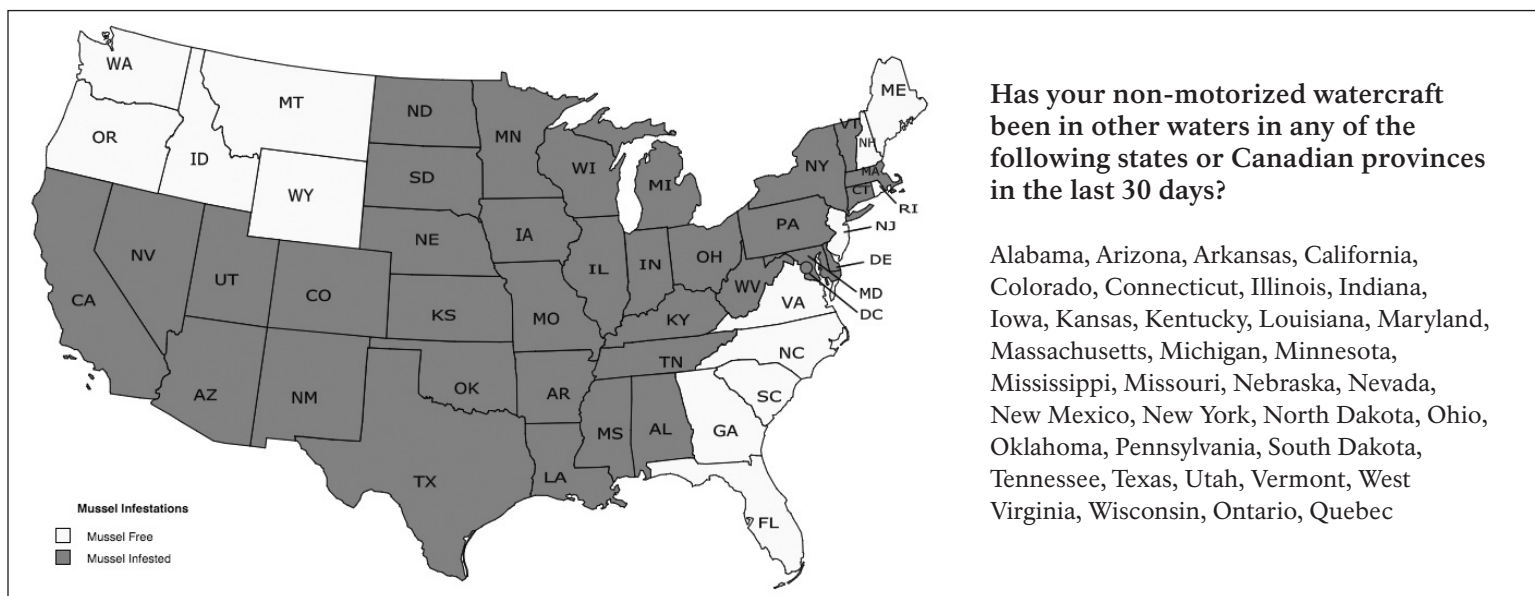 WA
MT
ND
MN
ME
OR
ID
SD
WI
MI
NY
VT
NH
MA
CT
RI
WY
NE
IA
PA
NJ
NV
UT
CO
IL
IN
OH
DE
CA
KS
MO
WV
VA
MD
DC
KY
AZ
NM
OK
AR
TN
NC
SC
MS
AL
GA
TX
LA
FL
Mussel Infestations
Mussel Free
Mussel Infested
Has your non-motorized watercraft
been in other waters in any of the
following states or Canadian provinces
in the last 30 days?
Alabama, Arizona, Arkansas, California,
Colorado, Connecticut, Illinois, Indiana,
Iowa, Kansas, Kentucky, Louisiana, Maryland,
Massachusetts, Michigan, Minnesota,
Mississippi, Missouri, Nebraska, Nevada,
New Mexico, New York, North Dakota, Ohio,
Oklahoma, Pennsylvania, South Dakota,
Tennessee, Texas, Utah, Vermont, West
Virginia, Wisconsin, Ontario, Quebec